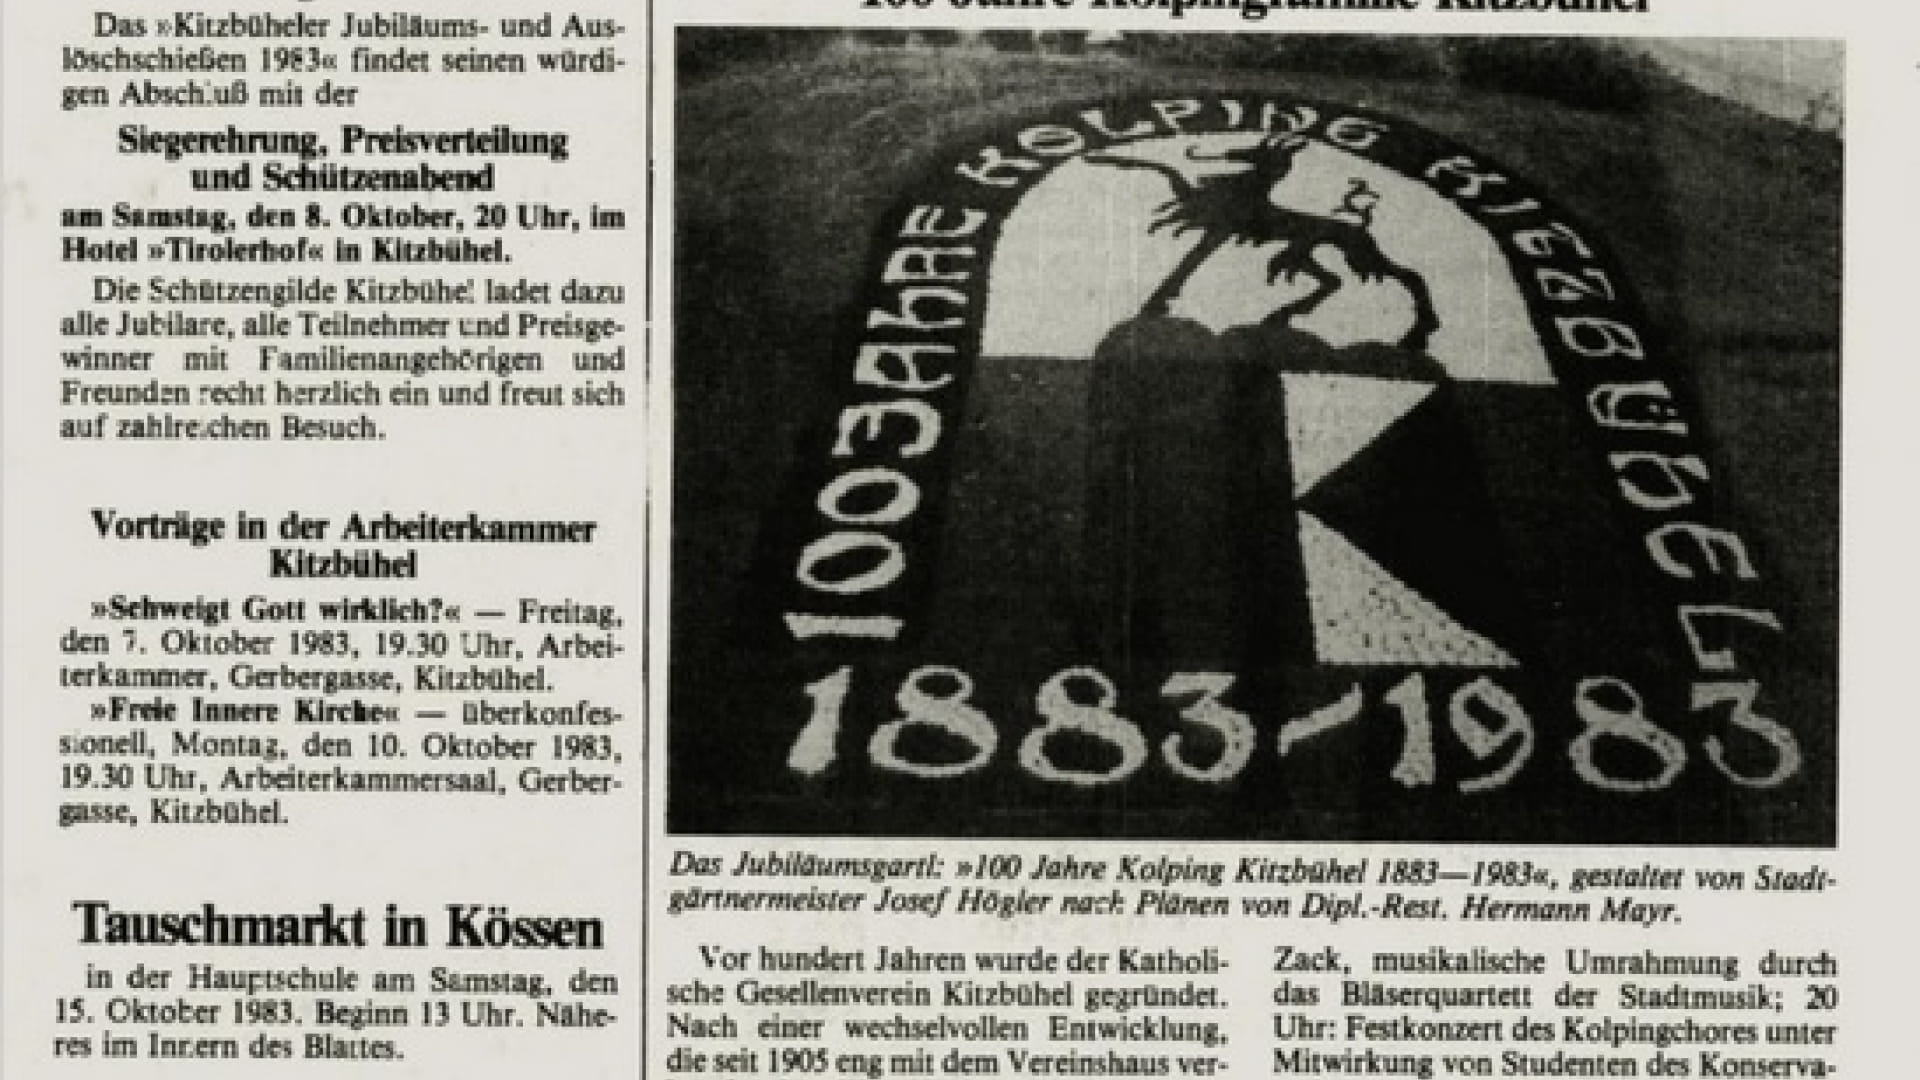 Das »Kitzbüheler Jubiläums- und Aus-
löschschießen 1983« findet seinen würdi-
gen Abschluß mit der
Siegerehrung, Preisverteilung
und Schützenabend
am Samstag, den 8. Oktober, 20 Uhr, im
Hotel »Tirolerhof« in Kitzbühel.
Die Schützengilde Kitzbühel ladet dazu
alle Jubilare, alle Teilnehmer und Preisge-
winner mit Familienangehörigen und
Freunden recht herzlich ein und freut sich
auf zahlreichen Besuch.
Vorträge in der Arbeiterkammer
Kitzbühel
»Schweigt Gott wirklich?« — Freitag,
den 7. Oktober 1983, 19.30 Uhr, Arbei-
terkammer, Gerbergasse, Kitzbühel.
»Freie Innere Kirche« — überkonfes-
sionell, Montag, den 10. Oktober 1983,
19.30 Uhr, Arbeiterkammersaal, Gerber-
gasse, Kitzbühel.
Tauschmarkt in Kössen
in der Hauptschule am Samstag, den
15. Oktober 1983. Beginn 13 Uhr. Nähe-
res im Innern des Blattes.
100 Jahre Kolpingfamilie Kitzbühel
100 JAHRE KOLPING KITZBÜHEL
K
1883-1983
Das Jubiläumsgartl: »100 Jahre Kolping Kitzbühel 1883—1983«, gestaltet von Stadt-
gärtnermeister Josef Högler nach Plänen von Dipl.-Rest. Hermann Mayr.
Vor hundert Jahren wurde der Katholi-
sche Gesellenverein Kitzbühel gegründet.
Nach einer wechselvollen Entwicklung,
die seit 1905 eng mit dem Vereinshaus ver-
Zack, musikalische Umrahmung durch
das Bläserquartett der Stadtmusik; 20
Uhr: Festkonzert des Kolpingchores unter
Mitwirkung von Studenten des Konserva-